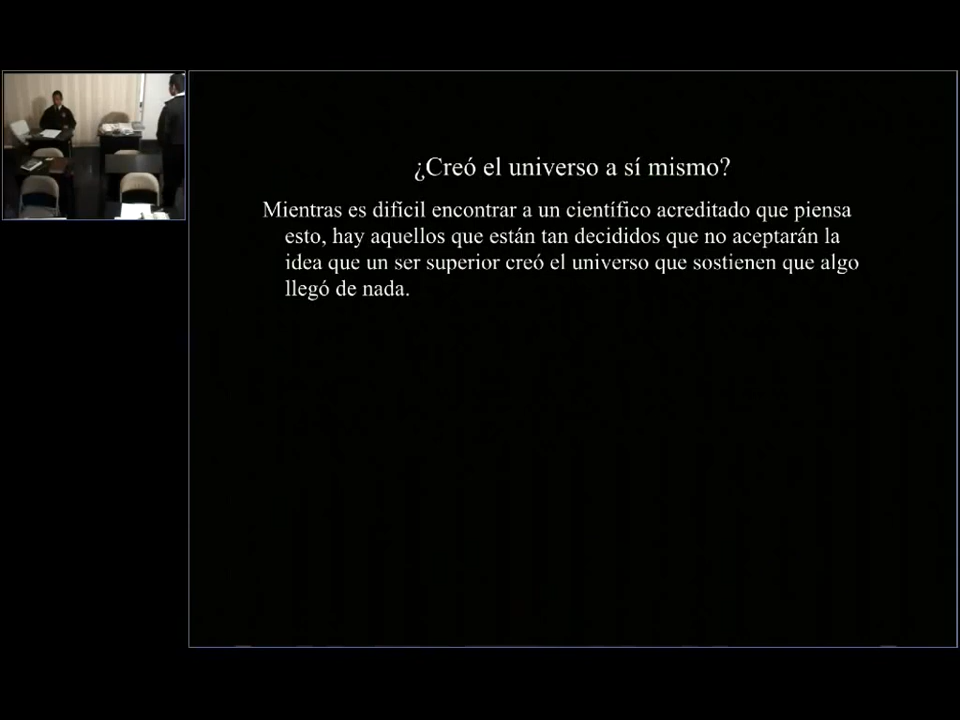 ¿Creó el universo a sí mismo?
Mientras es difícil encontrar a un científico acreditado que piensa
esto, hay aquellos que están tan decididos que no aceptarán la
idea que un ser superior creó el universo que sostienen que algo
llegó de nada.